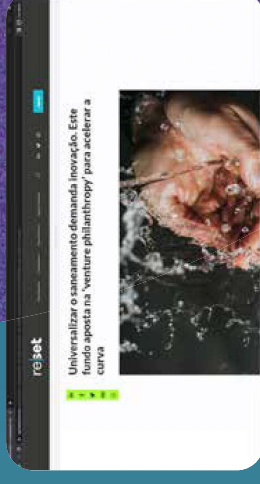 reset
Universalizar o saneamento demanda inovação. Este
fundo aposta na 'venture philanthropy' para acelerar a
curva